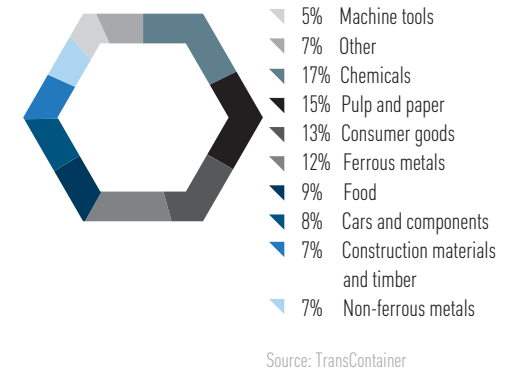 5% Machine tools
7% Other
17% Chemicals
15% Pulp and paper
13% Consumer goods
12% Ferrous metals
9% Food
8% Cars and components
7% Construction materials
and timber
7% Non-ferrous metals
Source: TransContainer